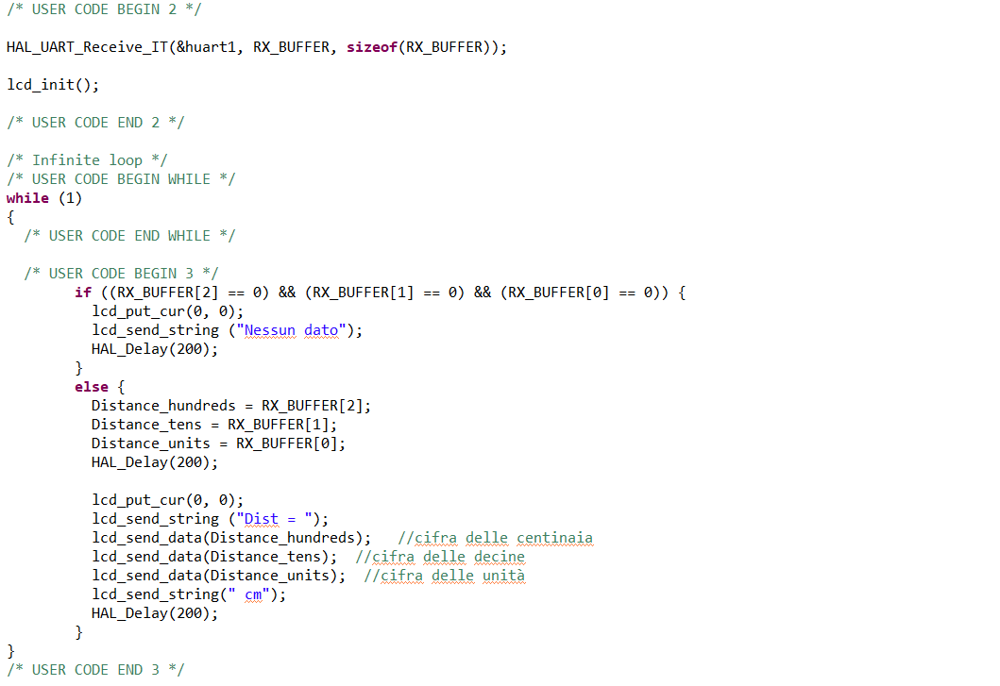 /* USER CODE BEGIN 2 */
HAL_UART_Receive_IT(&huart1, RX_BUFFER, sizeof(RX_BUFFER));
lcd_init();
/* USER CODE END 2 */
/* Infinite loop */
/* USER CODE BEGIN WHILE */
while (1)
{
/* USER CODE END WHILE */
/* USER CODE BEGIN 3 */
if ((RX_BUFFER[2] == 0) && (RX_BUFFER[1] == 0) && (RX_BUFFER[0] == 0)) {
lcd_put_cur(0, 0);
lcd_send_string ("Nessun dato");
HAL_Delay(200);
}
else {
Distance_hundreds = RX_BUFFER[2];
Distance_tens = RX_BUFFER[1];
Distance_units = RX_BUFFER[0];
HAL_Delay(200);
lcd_put_cur(0, 0);
lcd_send_string ("Dist = ");
lcd_send_data(Distance_hundreds);   //cifra delle centinaia
lcd_send_data(Distance_tens);  //cifra delle decine
lcd_send_data(Distance_units);  //cifra delle unità
lcd_send_string(" cm");
HAL_Delay(200);
}
}
/* USER CODE END 3 */